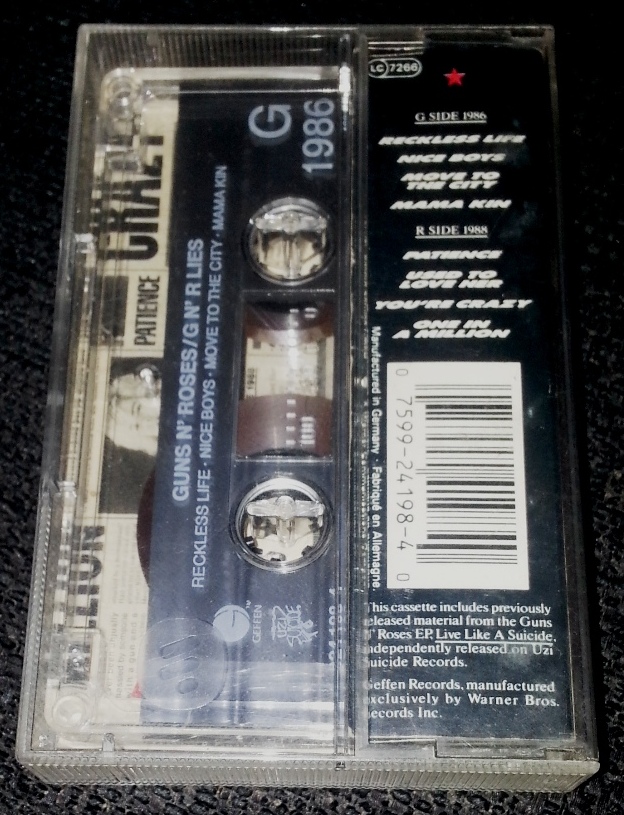 LC 7266
G SIDE 1986
RECKLESS LIFE
NICE BOYS
MOVE TO
THE CITY
MAMA KIN
R SIDE 1988
PATIENCE
USED TO
LOVE HER
YOU'RE CRAZY
ONE IN
A MILLION
Manufactured in Germany · Fabriqué en Allemagne
0 7599-24198-4 0
This cassette includes previously
released material from the Guns
N' Roses EP, Live Like A Suicide,
independently released on Uzi
Suicide Records.
Geffen Records, manufactured
exclusively by Warner Bros.
Records Inc.
G
1986
GUNS N' ROSES/G N' R LIES
RECKLESS LIFE · NICE BOYS · MOVE TO THE CITY · MAMA KIN
GEFFEN
TM
CRAZY
PATIENCE